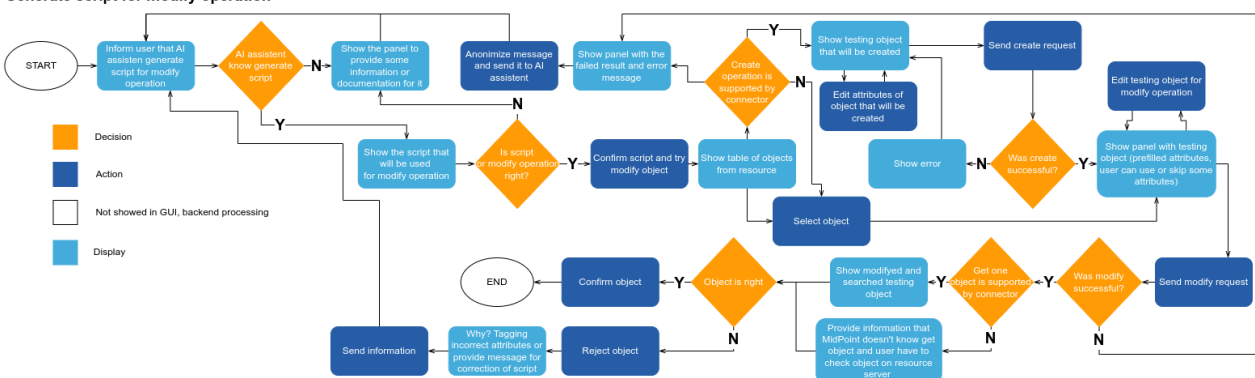 Generate script for modify operation
START
Inform user that AI
assisten generate
script for modify
operation
AI assistent
know generate
script
N
Show the panel to
provide some
information or
documentation for it
Anonimize message
and send it to AI
assistent
Show panel with the
failed result and error
message
Create
operation is
supported by
connector
Y
N
Show testing object
that will be created
Edit attributes of
object that will be
created
Send create request
Edit testing object for
modify operation
Y
N
Decision
Action
Not showed in GUI, backend processing
Display
Show the script that
will be used
for modify operation
Is script
or modify operation
right?
Y
Confirm script and try
modify object
Show table of objects
from resource
Show error
N
Was create
successful?
Y
Show panel with testing
object (prefilled attributes,
user can use or skip some
attributes)
Select object
END
Confirm object
Y
Object is right
Show modifyed and
searched testing
object
Y
Get one
object is supported
by connector
Y
Was modify
successful?
Send modify request
N
N
N
Send information
Why? Tagging
incorrect attributes or
provide message for
correction of script
Reject object
Provide information that
MidPoint doesn't know get
object and user have to
check object on resource
server